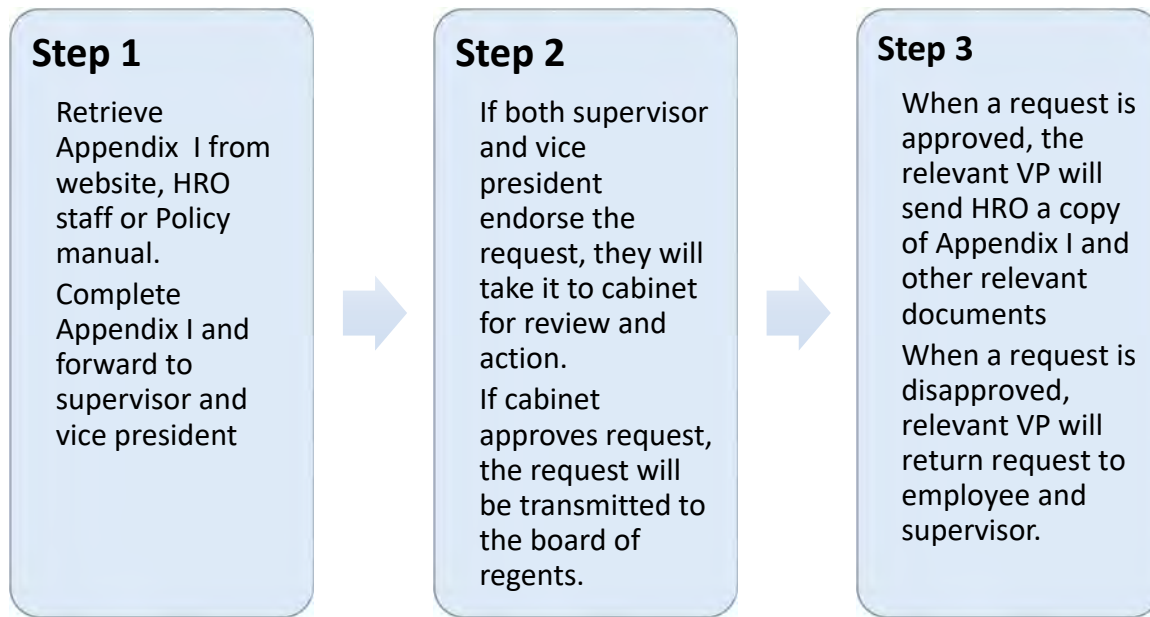 Step 1
Retrieve
Appendix  I from
website, HRO
staff or Policy
manual.
Complete
Appendix I and
forward to
supervisor and
vice president
Step 2
If both supervisor
and vice
president
endorse the
request, they will
take it to cabinet
for review and
action.
If cabinet
approves request,
the request will
be transmitted to
the board of
regents.
Step 3
When a request is
approved, the
relevant VP will
send HRO a copy
of Appendix I and
other relevant
documents
When a request is
disapproved,
relevant VP will
return request to
employee and
supervisor.